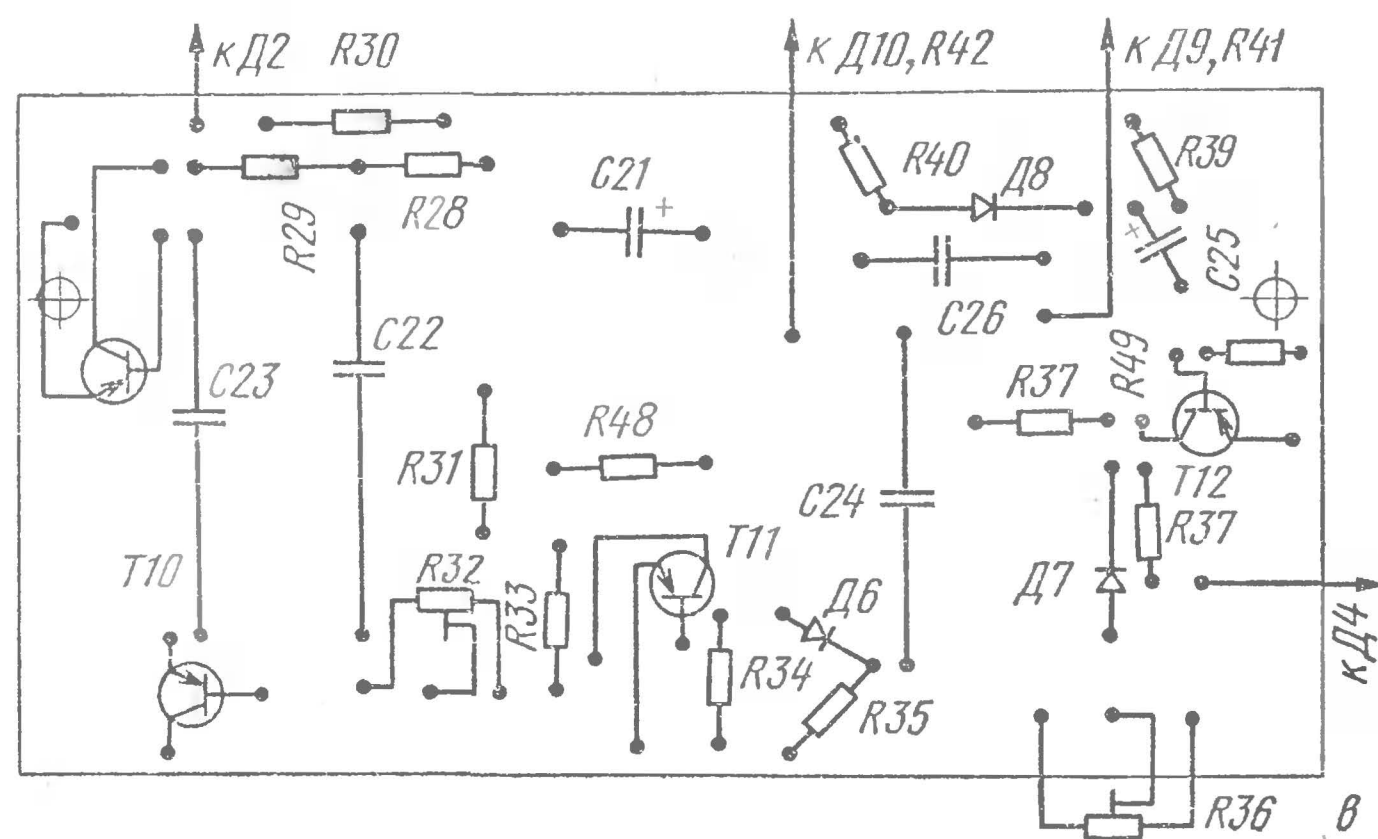 к Д2
R30
к Д10, R42
к Д9, R41
R40
Д8
R39
C21
+
R28
R29
+
C25
C26
C22
C23
R37
R49
R48
R31
C24
T12
R37
T10
T11
R32
R33
Д6
Д7
к Д4
R34
R35
R36
в